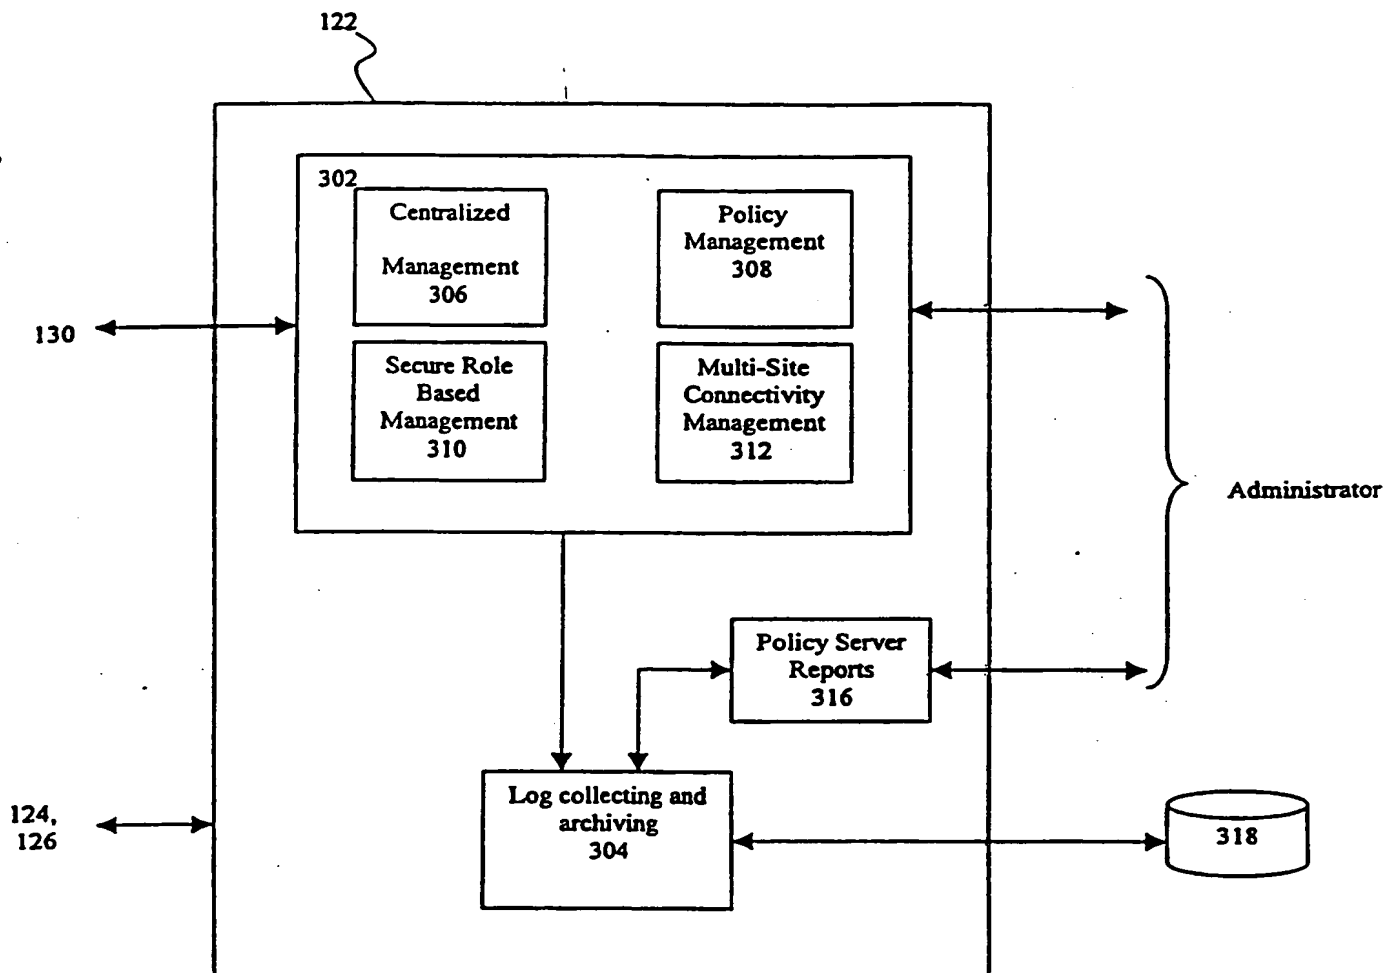 122
302
Centralized
Management
306
Policy
Management
308
130
Secure Role
Based
Management
310
Multi-Site
Connectivity
Management
312
Administrator
Policy Server
Reports
316
124,
126
Log collecting and
archiving
304
318